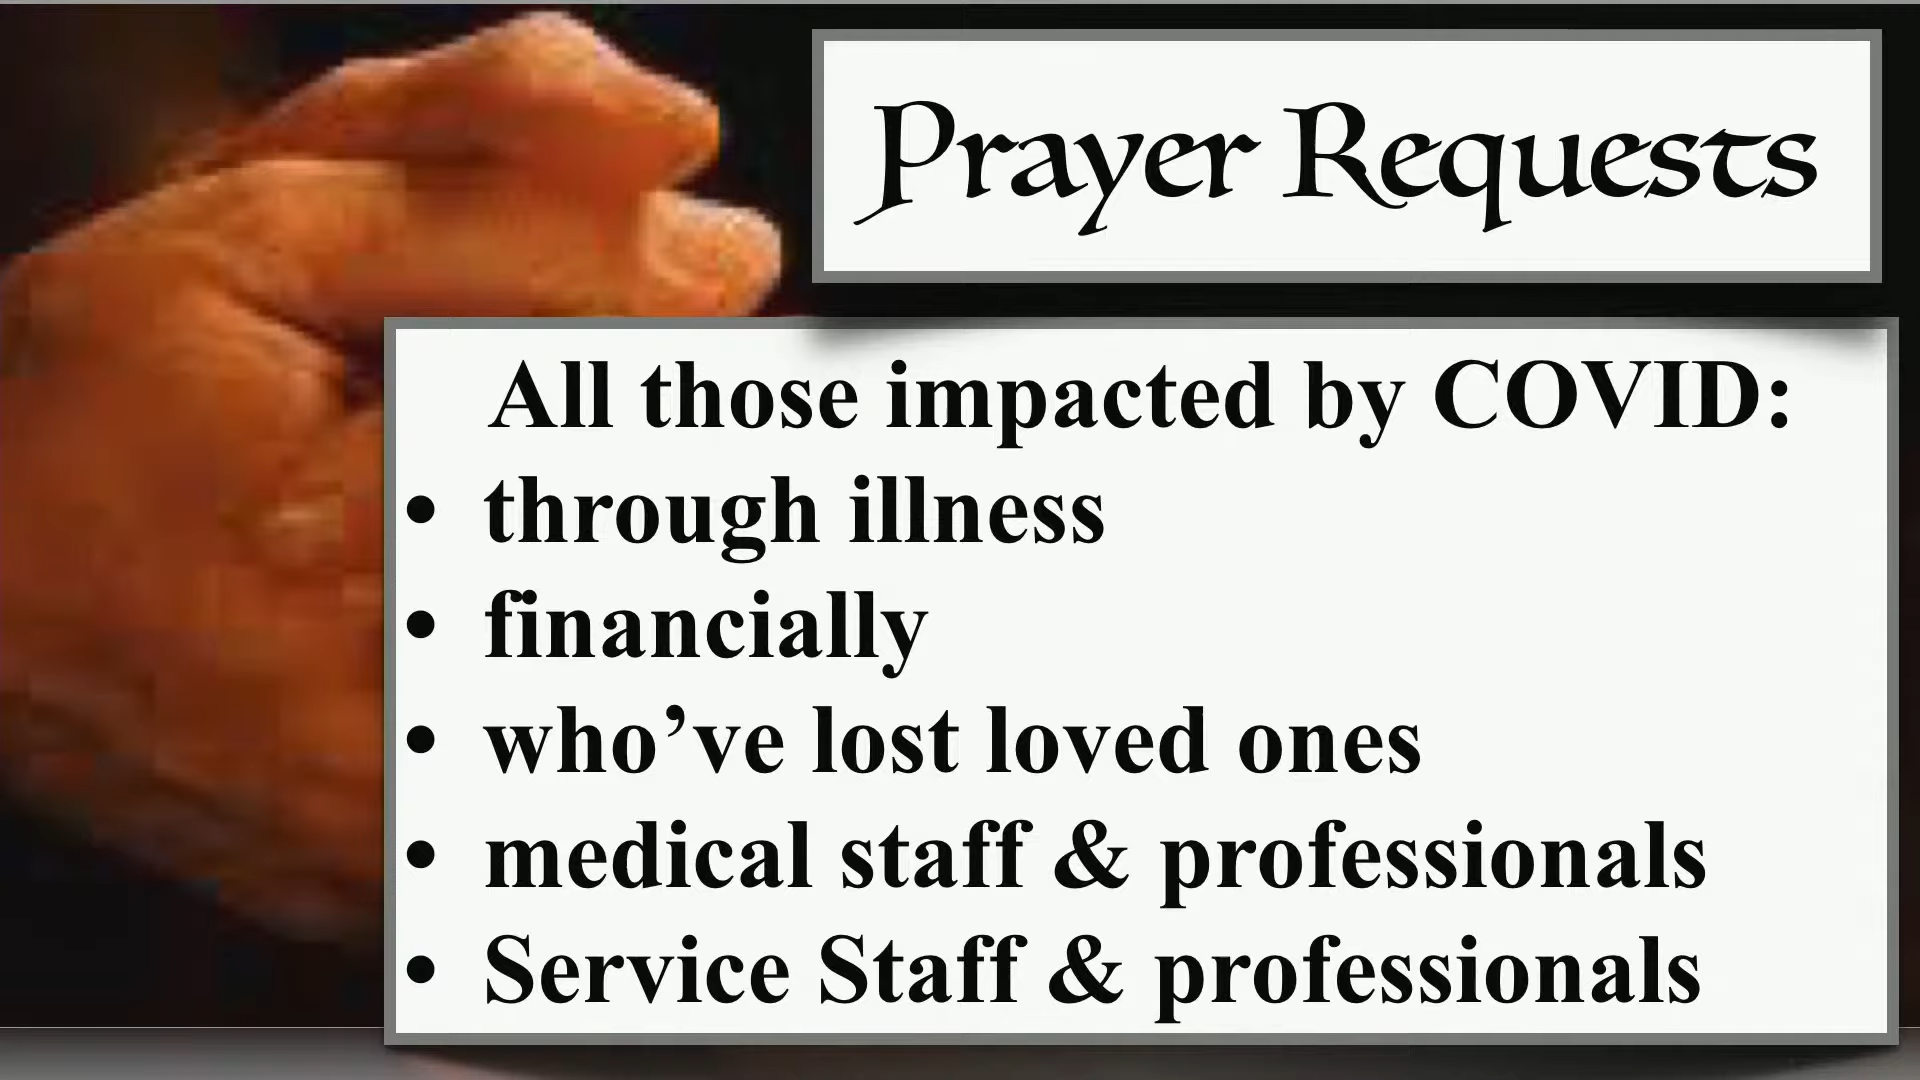 Prayer Requests
All those impacted by COVID:
• through illness
• financially
• who’ve lost loved ones
• medical staff & professionals
• Service Staff & professionals